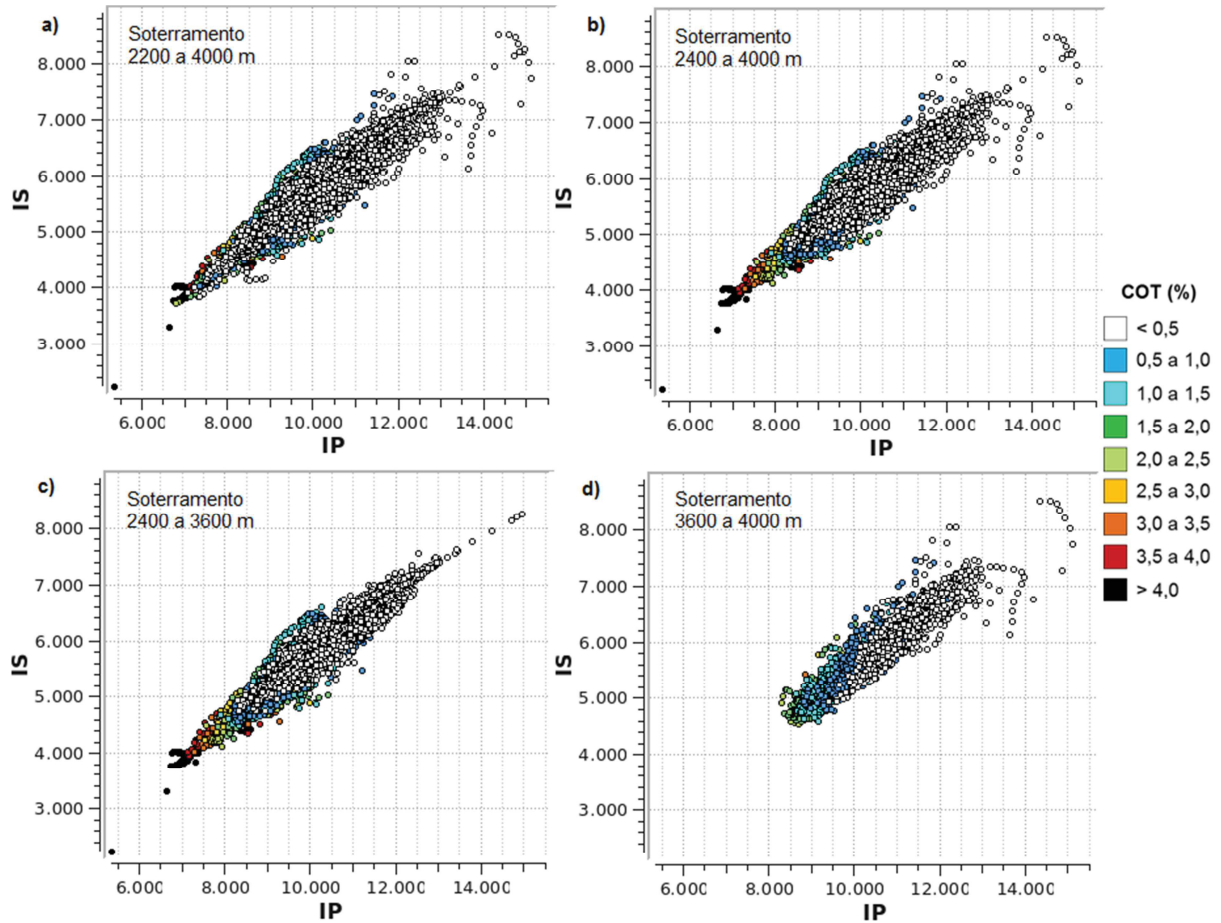 a)
Soterramento
2200 a 4000 m
8.000
7.000
6.000
5.000
4.000
3.000
IS
6.000 8.000 10.000 12.000 14.000
IP
b)
Soterramento
2400 a 4000 m
8.000
7.000
6.000
5.000
4.000
3.000
IS
6.000 8.000 10.000 12.000 14.000
IP
COT (%)
< 0,5
0,5 a 1,0
1,0 a 1,5
1,5 a 2,0
2,0 a 2,5
2,5 a 3,0
3,0 a 3,5
3,5 a 4,0
> 4,0
c)
Soterramento
2400 a 3600 m
8.000
7.000
6.000
5.000
4.000
3.000
IS
6.000 8.000 10.000 12.000 14.000
IP
d)
Soterramento
3600 a 4000 m
8.000
7.000
6.000
5.000
4.000
3.000
IS
6.000 8.000 10.000 12.000 14.000
IP